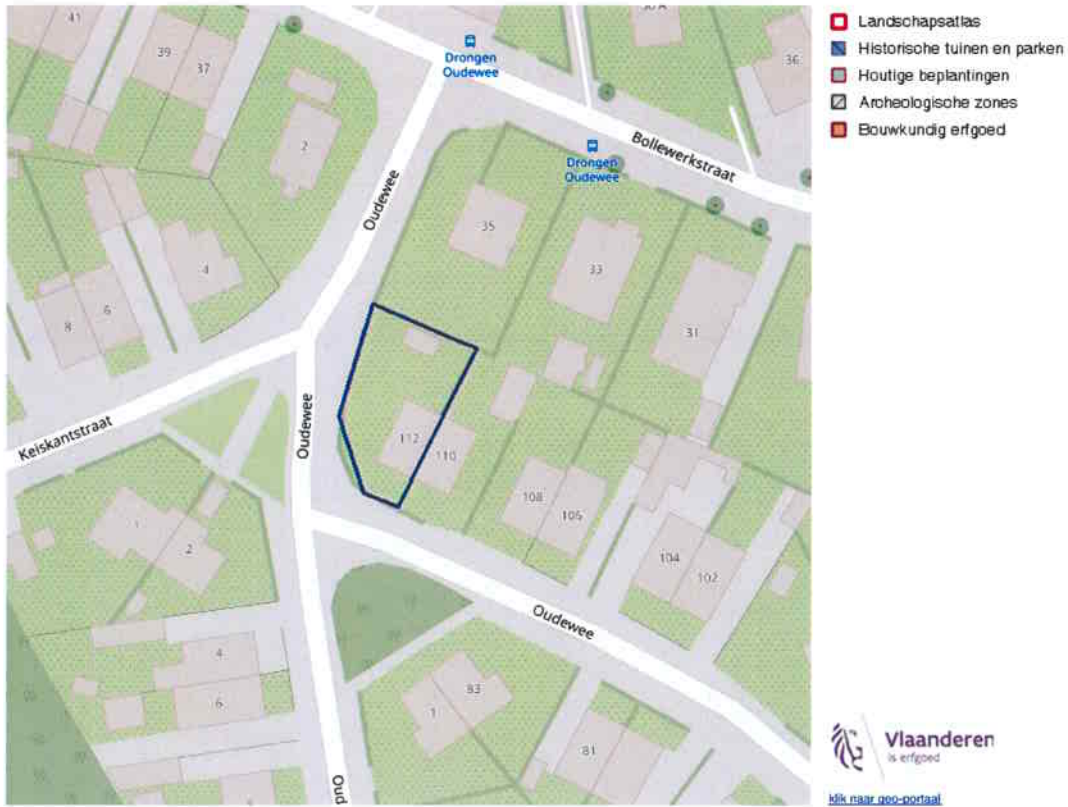 41
39
37
2
4
8
6
Drongen
Oudewee
Drongen
Oudewee
Bollewerkstraat
Oudewee
36
35
33
31
Keiskantstraat
Oudewee
112
110
108
106
104
102
1
2
4
6
Oudewee
1
83
81
Oud
Landschapsatlas
Historische tuinen en parken
Houtige beplantingen
Archeologische zones
Bouwkundig erfgoed
Vlaanderen
is erfgoed
klik naar geo-portaal